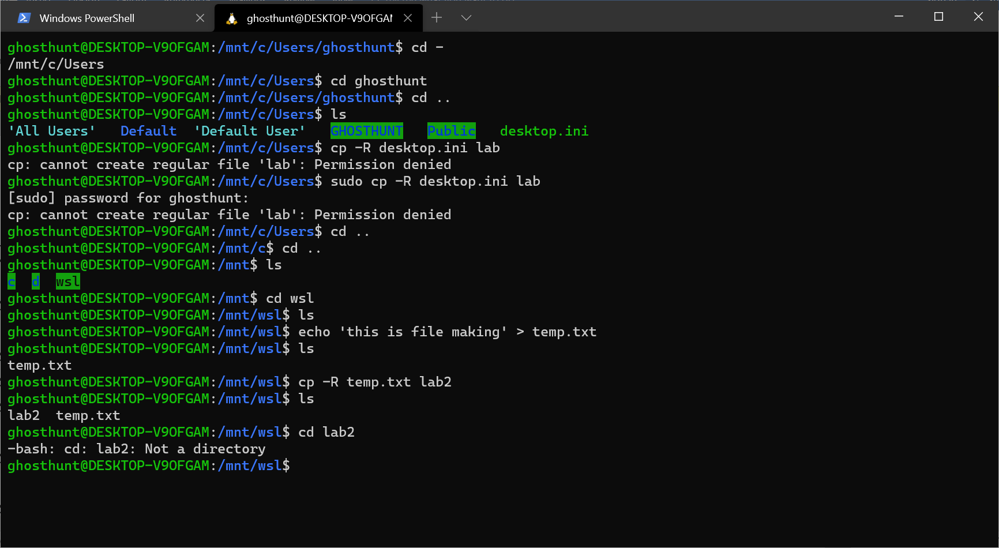 Windows PowerShell
ghosthunt@DESKTOP-V9OFGAM
ghosthunt@DESKTOP-V9OFGAM:/mnt/c/Users/ghosthunt$ cd -
/mnt/c/Users
ghosthunt@DESKTOP-V9OFGAM:/mnt/c/Users$ cd ghosthunt
ghosthunt@DESKTOP-V9OFGAM:/mnt/c/Users/ghosthunt$ cd ..
ghosthunt@DESKTOP-V9OFGAM:/mnt/c/Users$ ls
'All Users'   Default  'Default User'   GHOSTHUNT   Public   desktop.ini
ghosthunt@DESKTOP-V9OFGAM:/mnt/c/Users$ cp -R desktop.ini lab
cp: cannot create regular file 'lab': Permission denied
ghosthunt@DESKTOP-V9OFGAM:/mnt/c/Users$ sudo cp -R desktop.ini lab
[sudo] password for ghosthunt:
cp: cannot create regular file 'lab': Permission denied
ghosthunt@DESKTOP-V9OFGAM:/mnt/c/Users$ cd ..
ghosthunt@DESKTOP-V9OFGAM:/mnt/c$ cd ..
ghosthunt@DESKTOP-V9OFGAM:/mnt$ ls
c  d  wsl
ghosthunt@DESKTOP-V9OFGAM:/mnt$ cd wsl
ghosthunt@DESKTOP-V9OFGAM:/mnt/wsl$ ls
ghosthunt@DESKTOP-V9OFGAM:/mnt/wsl$ echo 'this is file making' > temp.txt
ghosthunt@DESKTOP-V9OFGAM:/mnt/wsl$ ls
temp.txt
ghosthunt@DESKTOP-V9OFGAM:/mnt/wsl$ cp -R temp.txt lab2
ghosthunt@DESKTOP-V9OFGAM:/mnt/wsl$ ls
lab2  temp.txt
ghosthunt@DESKTOP-V9OFGAM:/mnt/wsl$ cd lab2
-bash: cd: lab2: Not a directory
ghosthunt@DESKTOP-V9OFGAM:/mnt/wsl$